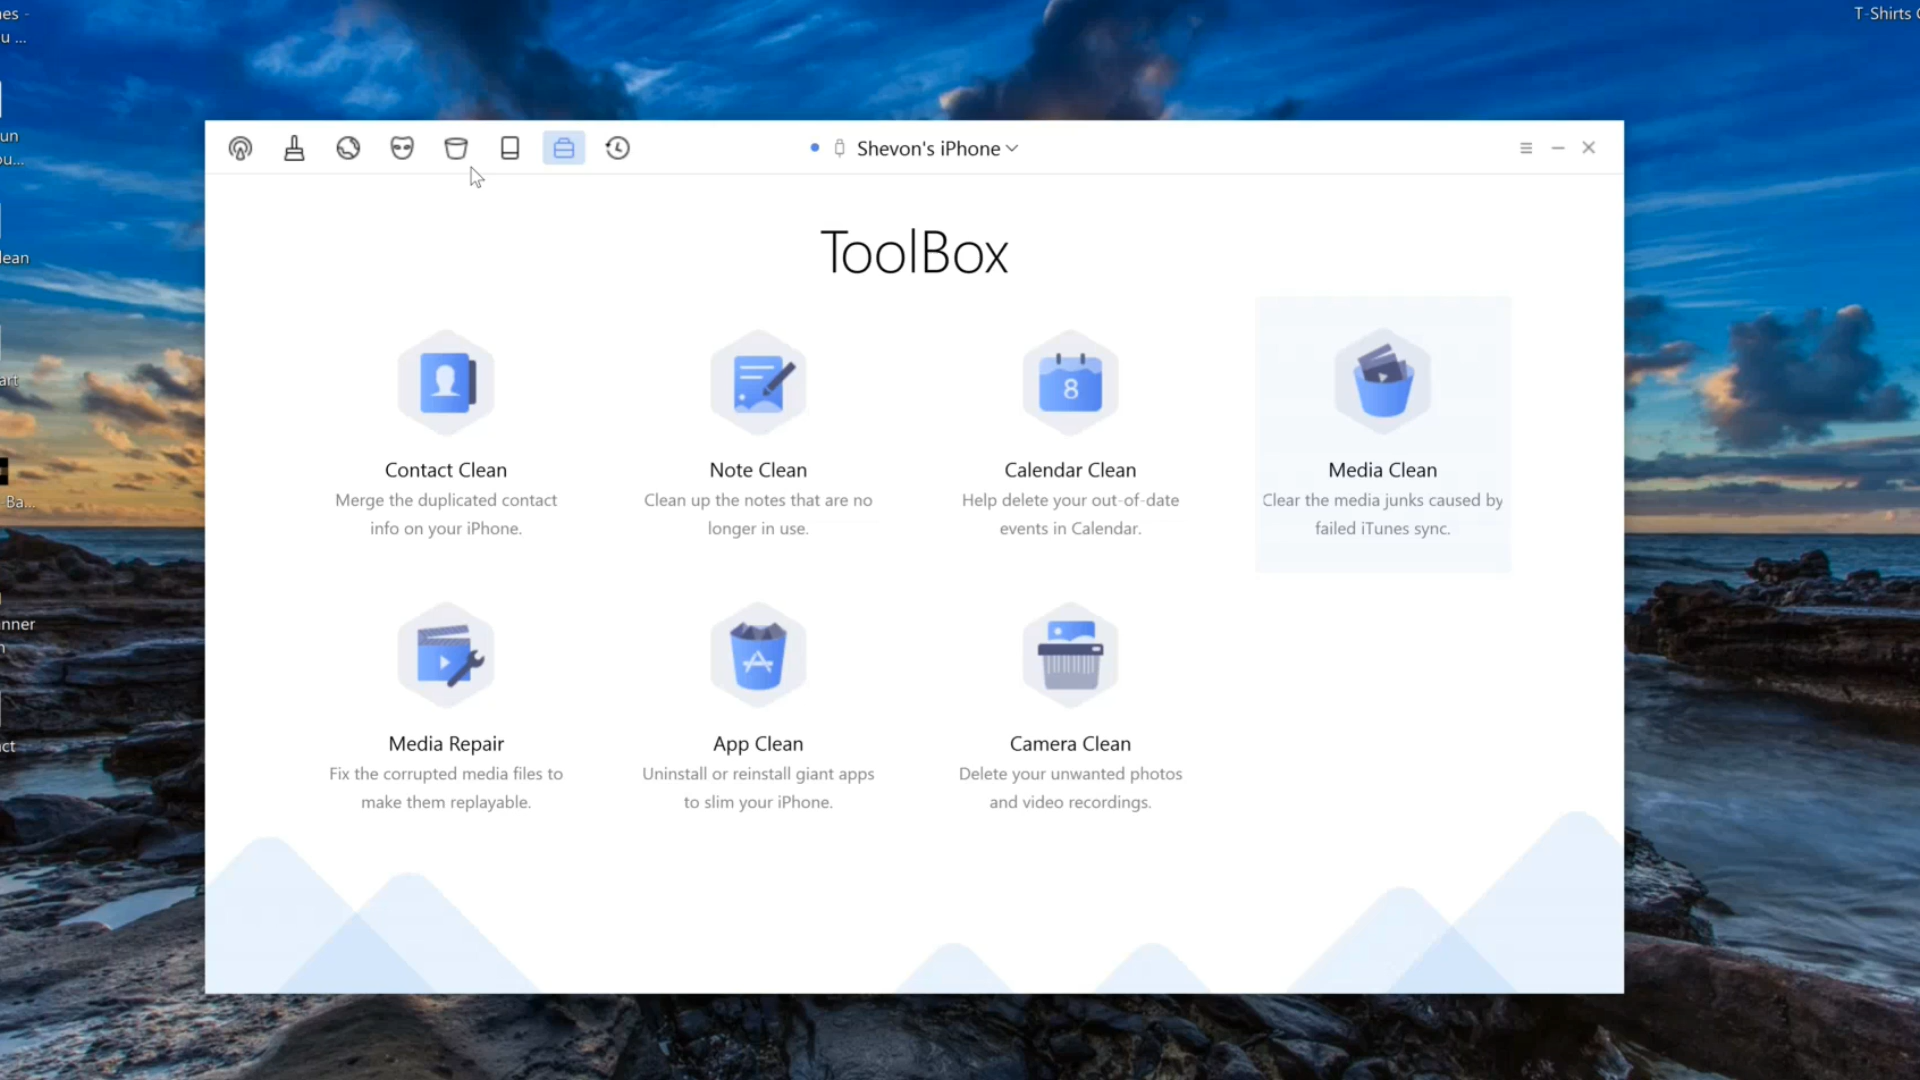 T-Shirts
Shevon's iPhone
ToolBox
Contact Clean
Merge the duplicated contact
info on your iPhone.
Note Clean
Clean up the notes that are no
longer in use.
Calendar Clean
8
Help delete your out-of-date
events in Calendar.
Media Clean
Clear the media junks caused by
failed iTunes sync.
Media Repair
Fix the corrupted media files to
make them replayable.
App Clean
Uninstall or reinstall giant apps
to slim your iPhone.
Camera Clean
Delete your unwanted photos
and video recordings.
Ba...